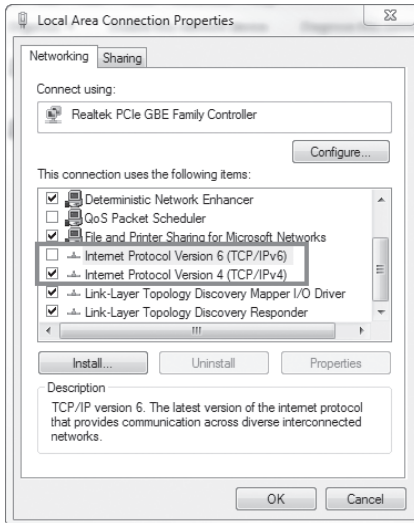 Local Area Connection Properties
Networking
Sharing
Connect using:
Realtek PCIe GBE Family Controller
Configure...
This connection uses the following items:
Deterministic Network Enhancer
QoS Packet Scheduler
File and Printer Sharing for Microsoft Networks
Internet Protocol Version 6 (TCP/IPv6)
Internet Protocol Version 4 (TCP/IPv4)
Link-Layer Topology Discovery Mapper I/O Driver
Link-Layer Topology Discovery Responder
Install...
Uninstall
Properties
Description
TCP/IP version 6. The latest version of the internet protocol
that provides communication across diverse interconnected
networks.
OK
Cancel